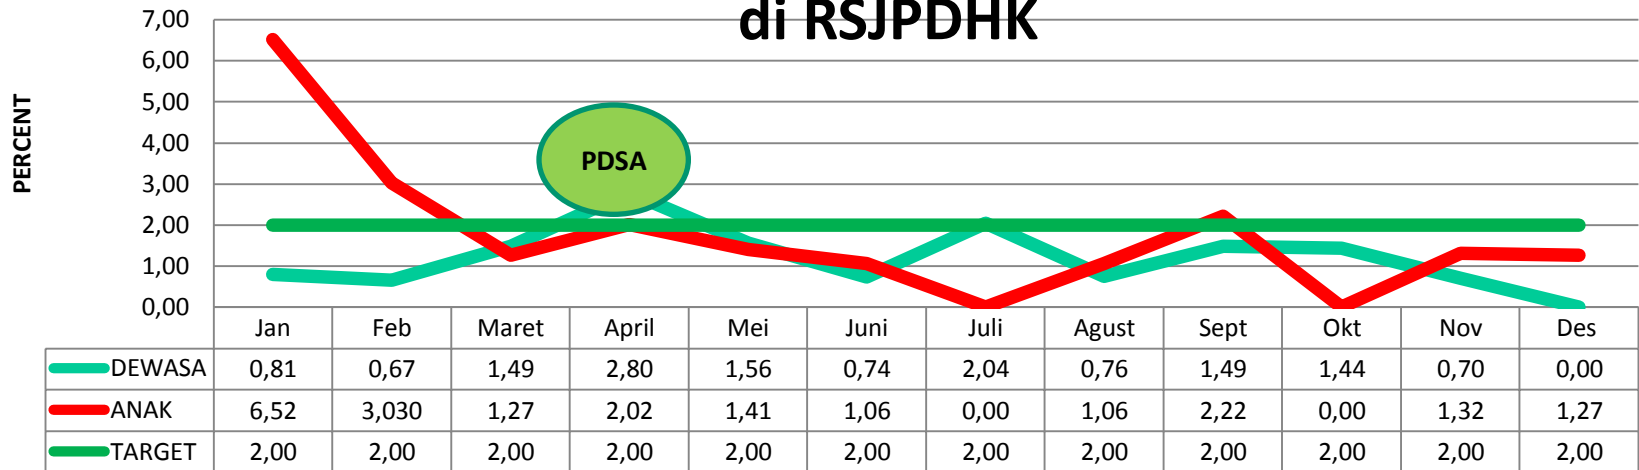 di RSJPDHK
PERCENT
7,00
6,00
5,00
4,00
3,00
2,00
1,00
0,00
PDSA
Jan Feb Maret April Mei Juni Juli Agust Sept Okt Nov Des
DEWASA 0,81 0,67 1,49 2,80 1,56 0,74 2,04 0,76 1,49 1,44 0,70 0,00
ANAK 6,52 3,030 1,27 2,02 1,41 1,06 0,00 1,06 2,22 0,00 1,32 1,27
TARGET 2,00 2,00 2,00 2,00 2,00 2,00 2,00 2,00 2,00 2,00 2,00 2,00